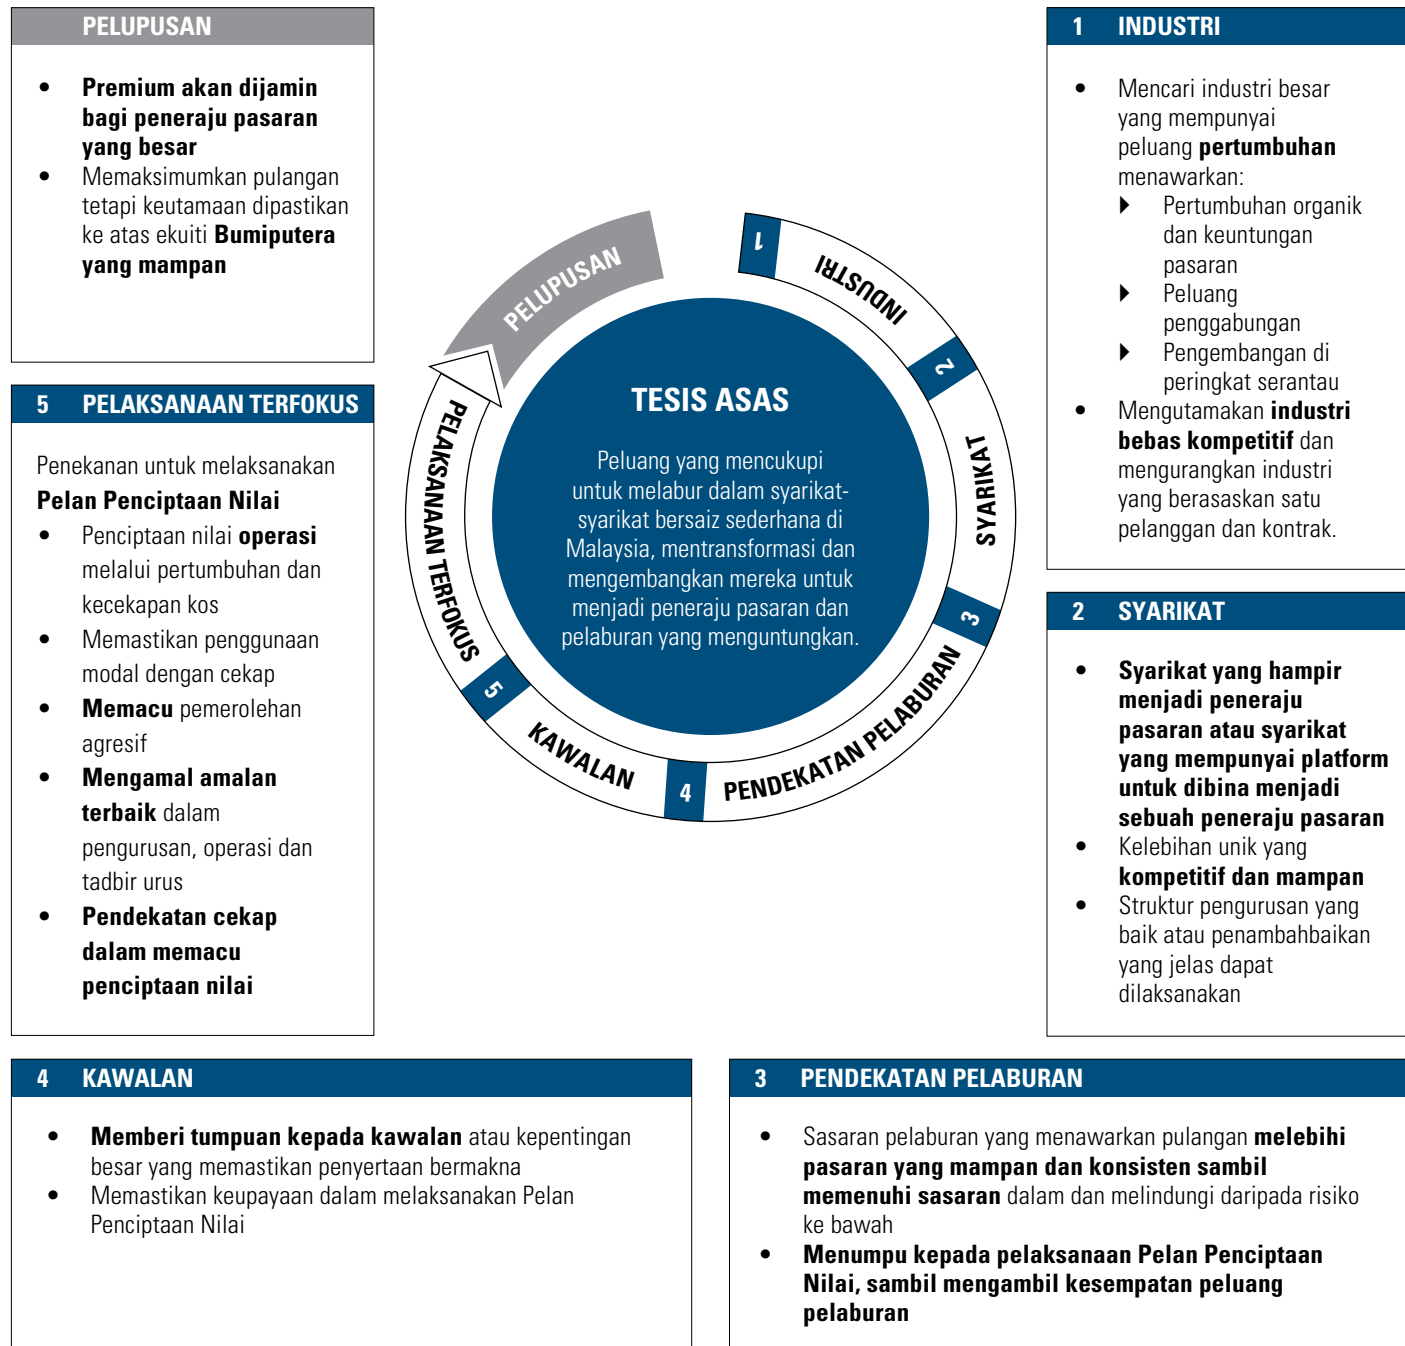 PELUPUSAN
• Premium akan dijamin
bagi peneraju pasaran
yang besar
• Memaksimumkan pulangan
tetapi keutamaan dipastikan
ke atas ekuiti Bumiputera
yang mampan
5 PELAKSANAAN TERFOKUS
Penekanan untuk melaksanakan
Pelan Penciptaan Nilai
• Penciptaan nilai operasi
melalui pertumbuhan dan
kecekapan kos
• Memastikan penggunaan
modal dengan cekap
• Memacu pemerolehan
agresif
• Mengamal amalan
terbaik dalam
pengurusan, operasi dan
tadbir urus
• Pendekatan cekap
dalam memacu
penciptaan nilai
PELUPUSAN
1
INDUSTRI
2
SYARIKAT
3
PENDEKATAN PELABURAN
4
KAWALAN
5
PELAKSANAAN TERFOKUS
TESIS ASAS
Peluang yang mencukupi
untuk melabur dalam syarikat-
syarikat bersaiz sederhana di
Malaysia, mentransformasi dan
mengembangkan mereka untuk
menjadi peneraju pasaran dan
pelaburan yang menguntungkan.
1 INDUSTRI
• Mencari industri besar
yang mempunyai
peluang pertumbuhan
menawarkan:
Pertumbuhan organik
dan keuntungan
pasaran
Peluang
penggabungan
Pengembangan di
peringkat serantau
• Mengutamakan industri
bebas kompetitif dan
mengurangkan industri
yang berasaskan satu
pelanggan dan kontrak.
2 SYARIKAT
• Syarikat yang hampir
menjadi peneraju
pasaran atau syarikat
yang mempunyai platform
untuk dibina menjadi
sebuah peneraju pasaran
• Kelebihan unik yang
kompetitif dan mampan
• Struktur pengurusan yang
baik atau penambahbaikan
yang jelas dapat
dilaksanakan
4 KAWALAN
• Memberi tumpuan kepada kawalan atau kepentingan
besar yang memastikan penyertaan bermakna
• Memastikan keupayaan dalam melaksanakan Pelan
Penciptaan Nilai
3 PENDEKATAN PELABURAN
• Sasaran pelaburan yang menawarkan pulangan melebihi
pasaran yang mampan dan konsisten sambil
memenuhi sasaran dalam dan melindungi daripada risiko
ke bawah
• Menumpu kepada pelaksanaan Pelan Penciptaan
Nilai, sambil mengambil kesempatan peluang
pelaburan